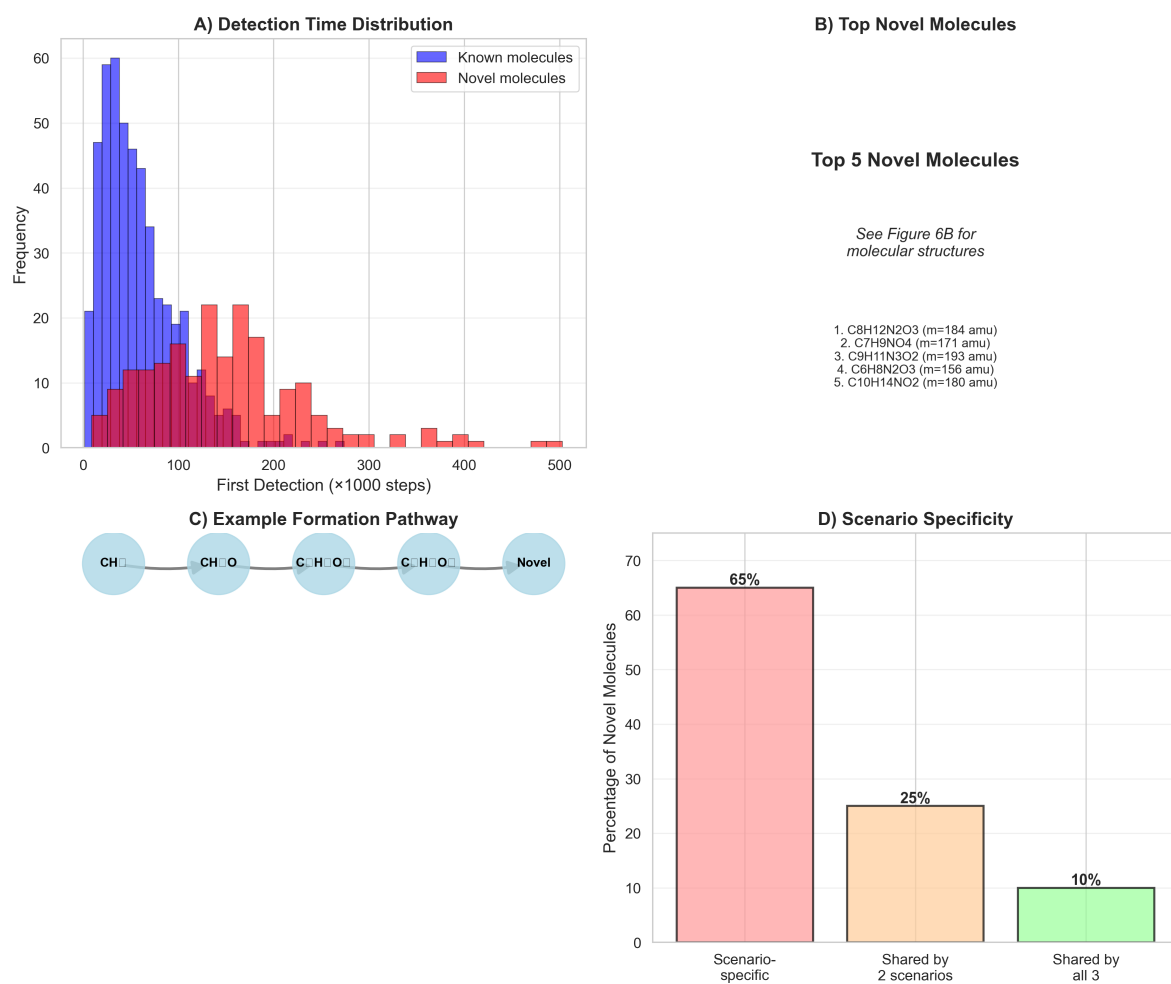 A) Detection Time Distribution
Known molecules
Novel molecules
Frequency
60
50
40
30
20
10
0
0 100 200 300 400 500
First Detection (×1000 steps)
B) Top Novel Molecules
Top 5 Novel Molecules
See Figure 6B for
molecular structures
1. C8H12N2O3 (m=184 amu)
2. C7H9NO4 (m=171 amu)
3. C9H11N3O2 (m=193 amu)
4. C6H8N2O3 (m=156 amu)
5. C10H14NO2 (m=180 amu)
C) Example Formation Pathway
CH□ CH□O C□H□O□ C□H□O□ Novel
D) Scenario Specificity
Percentage of Novel Molecules
70
60
50
40
30
20
10
0
65%
25%
10%
Scenario-
specific
Shared by
2 scenarios
Shared by
all 3